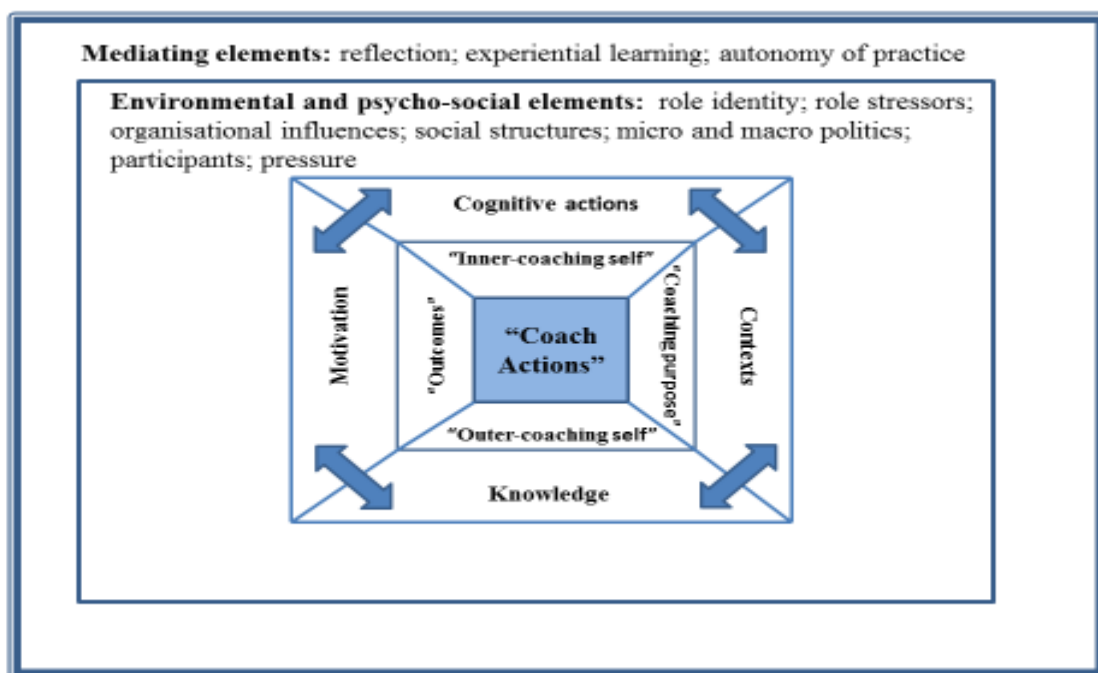 Mediating elements: reflection; experiential learning; autonomy of practice
Environmental and psycho-social elements: role identity; role stressors;
organisational influences; social structures; micro and macro politics;
participants; pressure
Cognitive actions
"Inner-coaching self"
Motivation
"Outcomes"
“Coach
Actions”
"Coaching purpose"
Contexts
"Outer-coaching self"
Knowledge